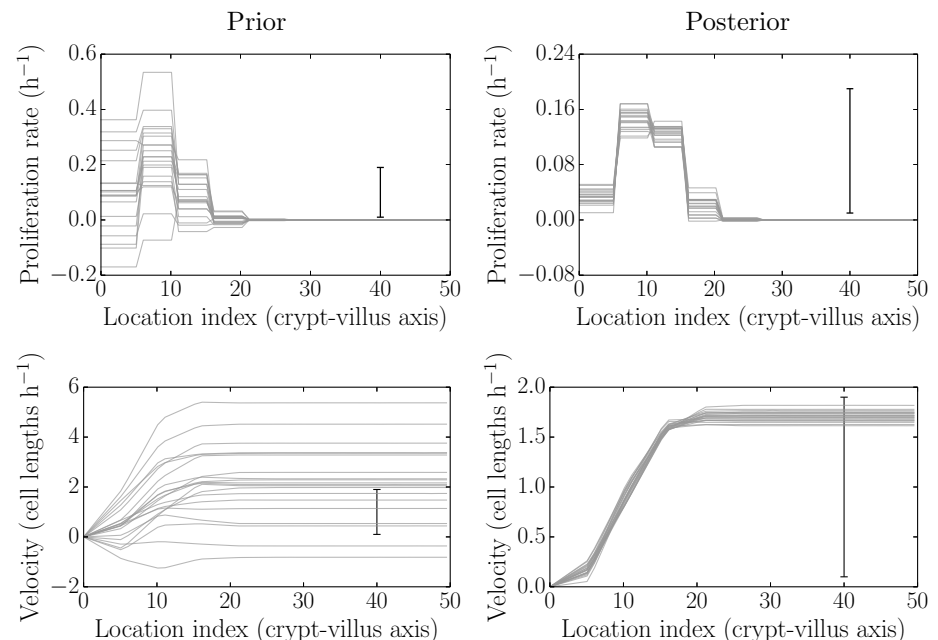 Prior
Posterior
Proliferation rate (h⁻¹)
0.6
0.4
0.2
0.0
−0.2
0 10 20 30 40 50
Location index (crypt-villus axis)
Proliferation rate (h⁻¹)
0.24
0.16
0.08
0.00
−0.08
0 10 20 30 40 50
Location index (crypt-villus axis)
Velocity (cell lengths h⁻¹)
6
4
2
0
−2
0 10 20 30 40 50
Location index (crypt-villus axis)
Velocity (cell lengths h⁻¹)
2.0
1.5
1.0
0.5
0.0
0 10 20 30 40 50
Location index (crypt-villus axis)